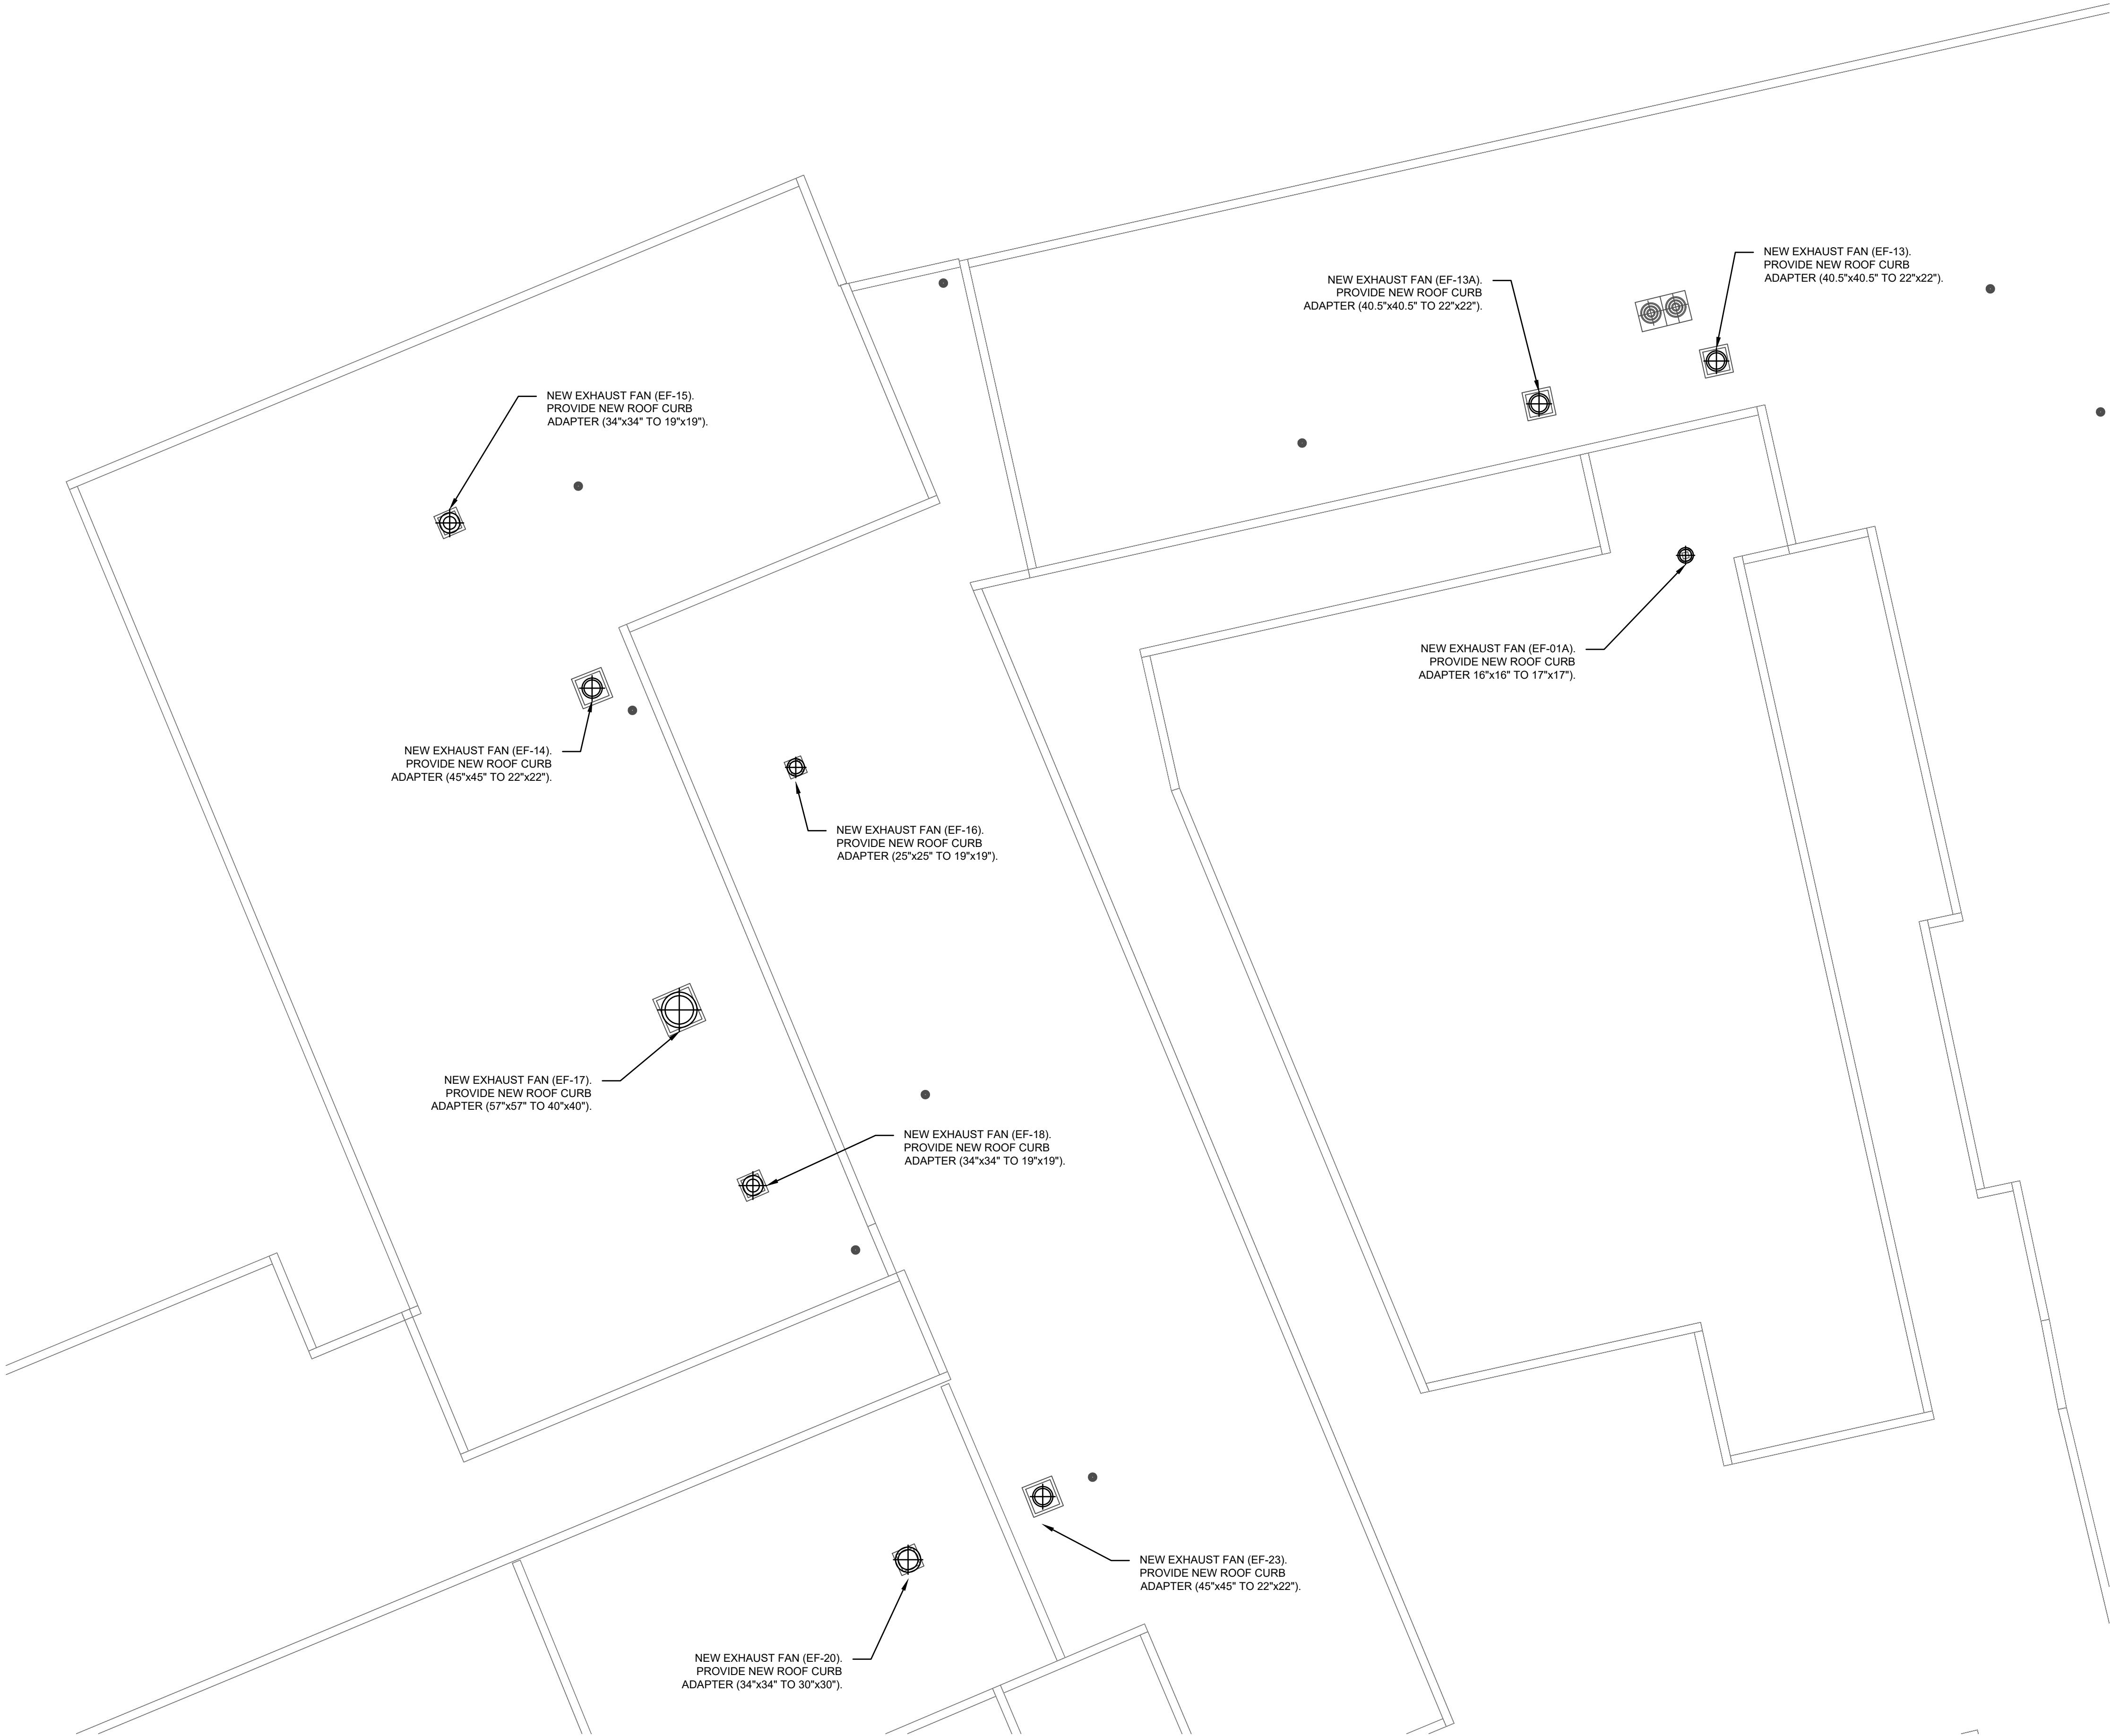 NEW EXHAUST FAN (EF-13).
PROVIDE NEW ROOF CURB
ADAPTER (40.5"x40.5" TO 22"x22").
NEW EXHAUST FAN (EF-13A).
PROVIDE NEW ROOF CURB
ADAPTER (40.5"x40.5" TO 22"x22").
NEW EXHAUST FAN (EF-15).
PROVIDE NEW ROOF CURB
ADAPTER (34"x34" TO 19"x19").
NEW EXHAUST FAN (EF-01A).
PROVIDE NEW ROOF CURB
ADAPTER 16"x16" TO 17"x17").
NEW EXHAUST FAN (EF-14).
PROVIDE NEW ROOF CURB
ADAPTER (45"x45" TO 22"x22").
NEW EXHAUST FAN (EF-16).
PROVIDE NEW ROOF CURB
ADAPTER (25"x25" TO 19"x19").
NEW EXHAUST FAN (EF-17).
PROVIDE NEW ROOF CURB
ADAPTER (57"x57" TO 40"x40").
NEW EXHAUST FAN (EF-18).
PROVIDE NEW ROOF CURB
ADAPTER (34"x34" TO 19"x19").
NEW EXHAUST FAN (EF-23).
PROVIDE NEW ROOF CURB
ADAPTER (45"x45" TO 22"x22").
NEW EXHAUST FAN (EF-20).
PROVIDE NEW ROOF CURB
ADAPTER (34"x34" TO 30"x30").